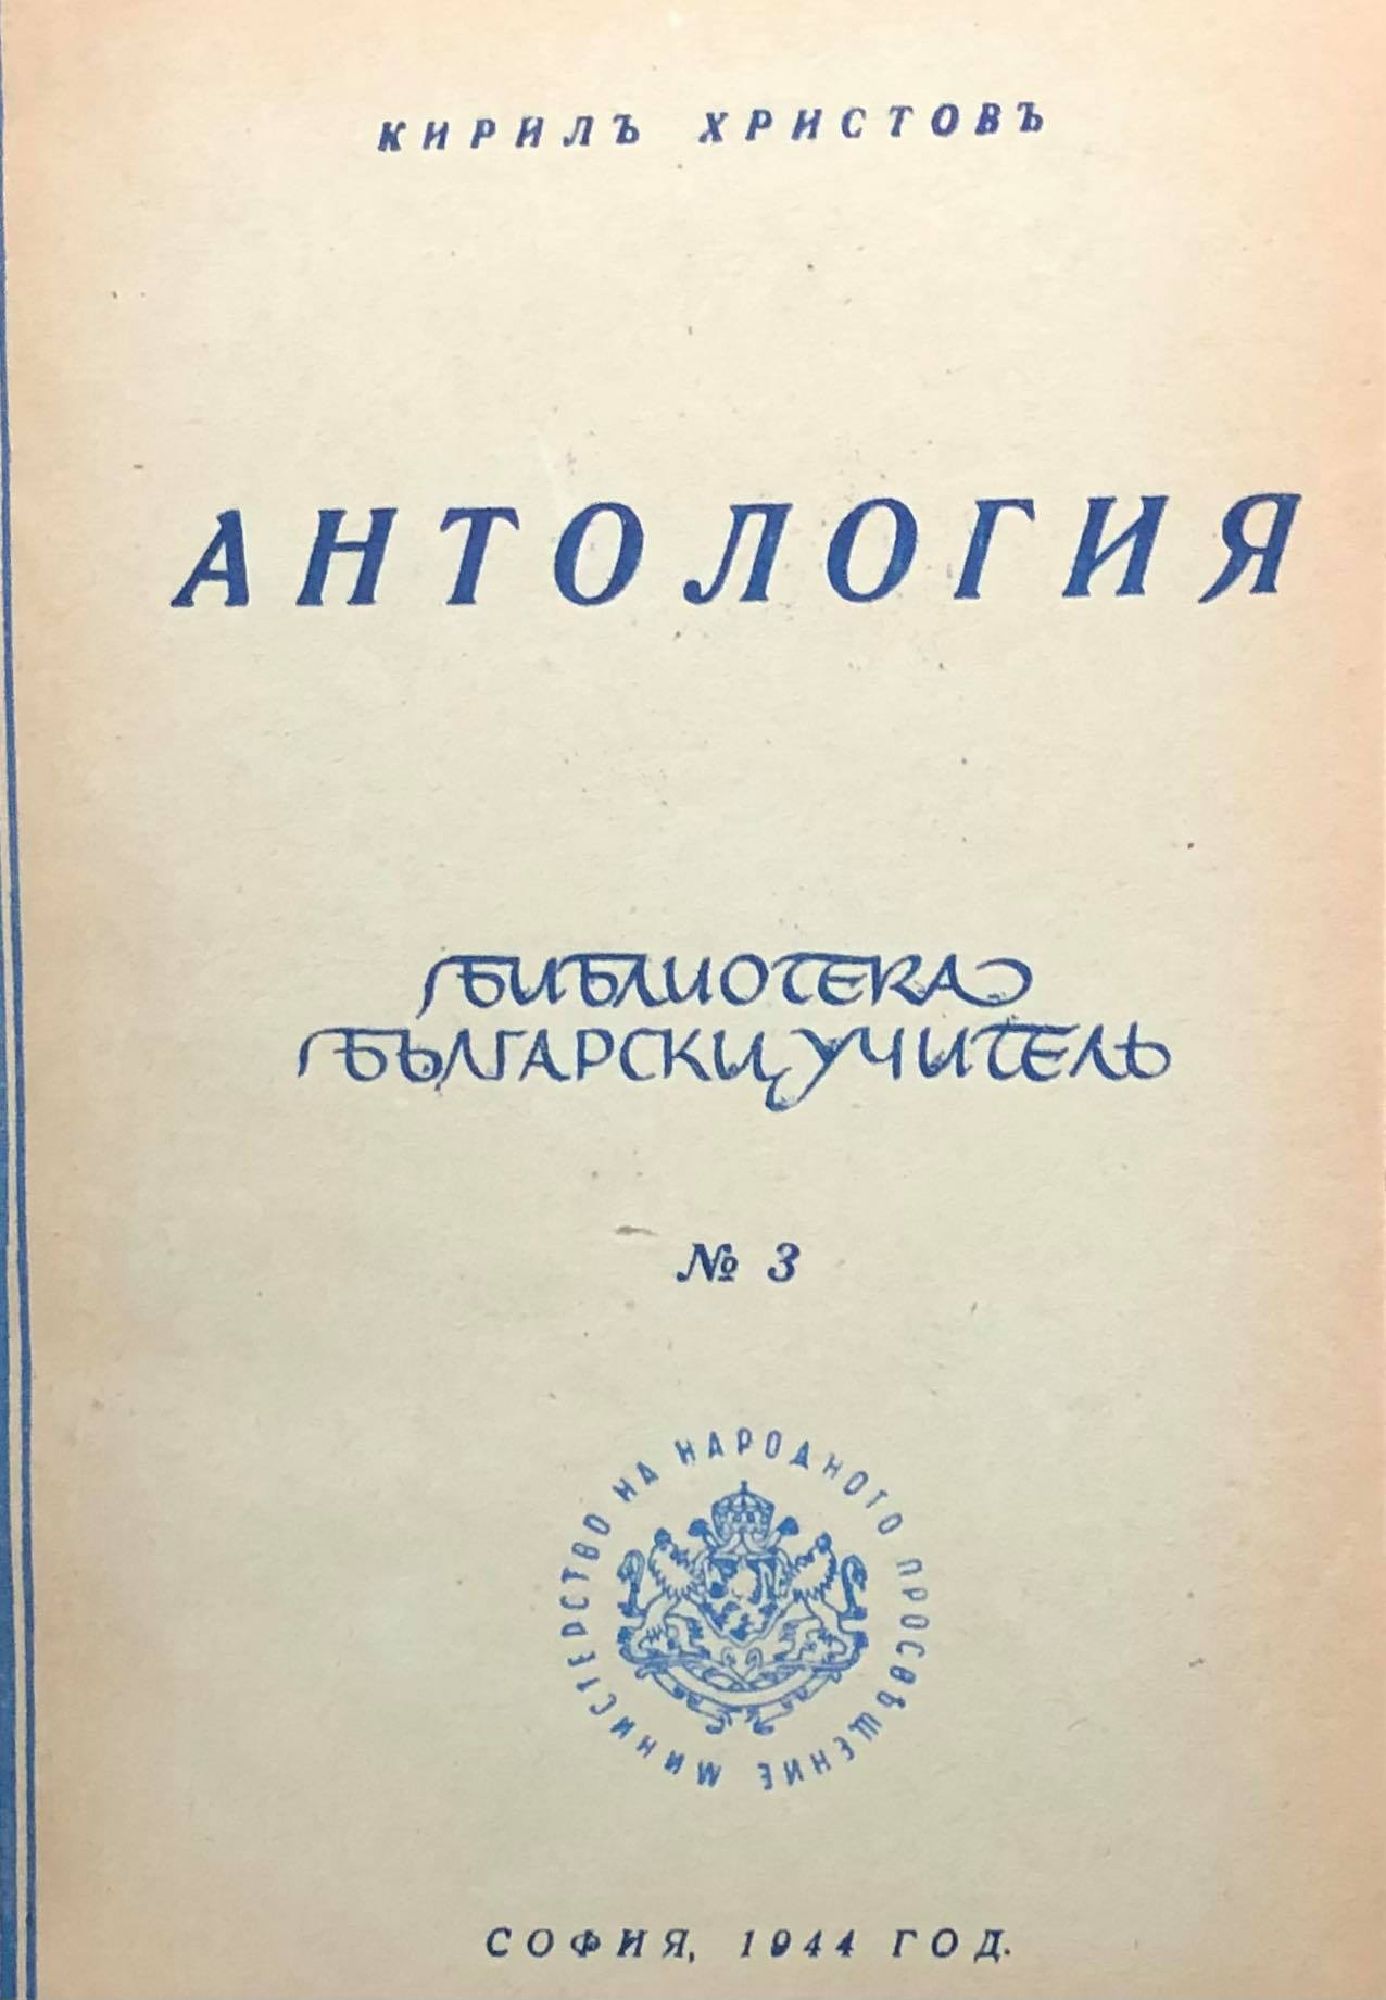 КИРИЛЪ ХРИСТОВЪ
АНТОЛОГИЯ
БИБЛИОТЕКА
БЪЛГАРСКИ УЧИТЕЛЬ
№ 3
МИНИСТЕРСТВО НА НАРОДНОТО ПРОСВѢЩЕНИЕ
СОФИЯ, 1944 ГОД.